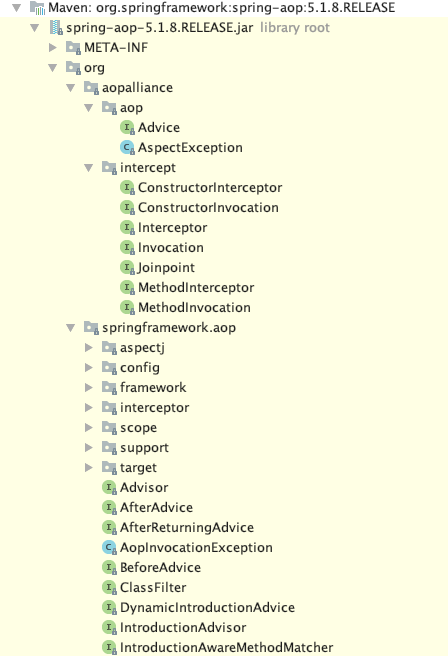 Maven: org.springframework:spring-aop:5.1.8.RELEASE
spring-aop-5.1.8.RELEASE.jar library root
META-INF
org
aopalliance
aop
I Advice
C AspectException
intercept
I ConstructorInterceptor
I ConstructorInvocation
I Interceptor
I Invocation
I Joinpoint
I MethodInterceptor
I MethodInvocation
springframework.aop
aspectj
config
framework
interceptor
scope
support
target
I Advisor
I AfterAdvice
I AfterReturningAdvice
C AopInvocationException
I BeforeAdvice
I ClassFilter
I DynamicIntroductionAdvice
I IntroductionAdvisor
I IntroductionAwareMethodMatcher